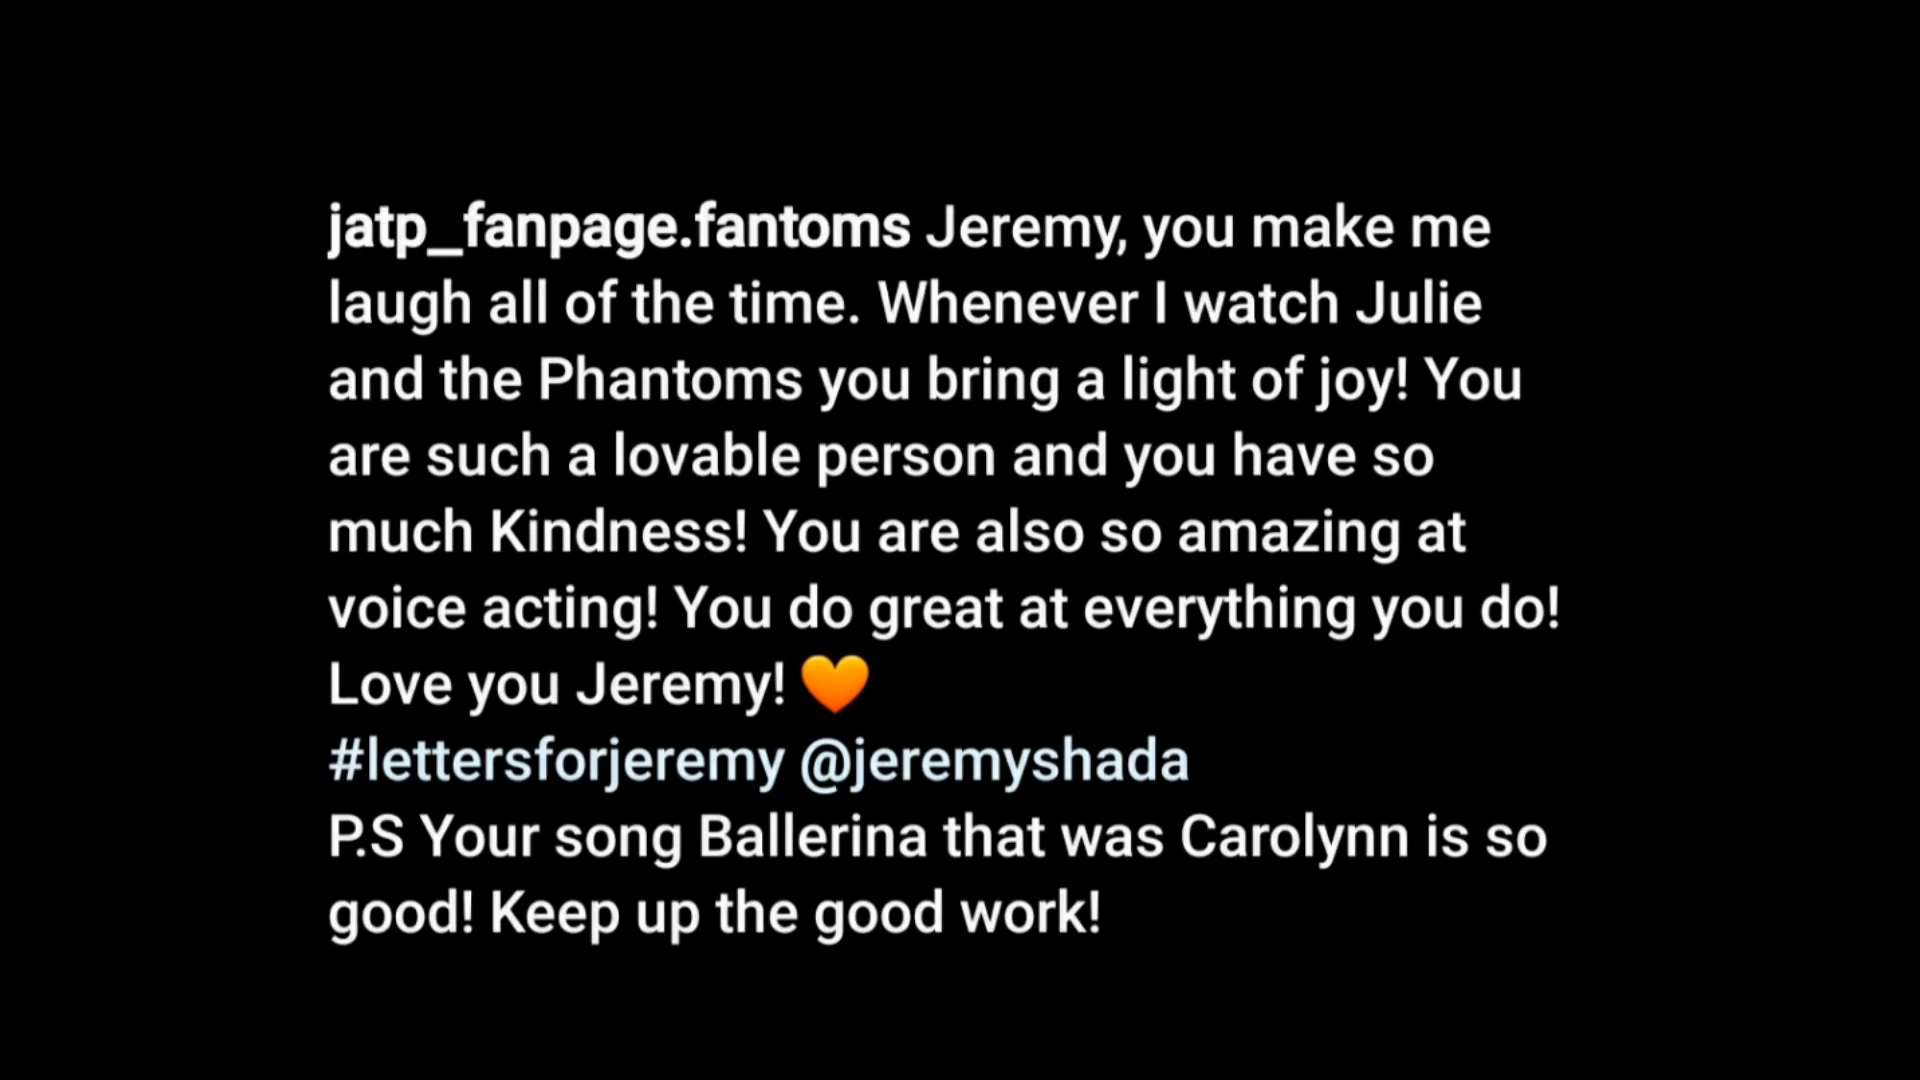 jatp_fanpage.fantoms Jeremy, you make me
laugh all of the time. Whenever I watch Julie
and the Phantoms you bring a light of joy! You
are such a lovable person and you have so
much Kindness! You are also so amazing at
voice acting! You do great at everything you do!
Love you Jeremy! 🧡
#lettersforjeremy @jeremyshada
P.S Your song Ballerina that was Carolynn is so
good! Keep up the good work!